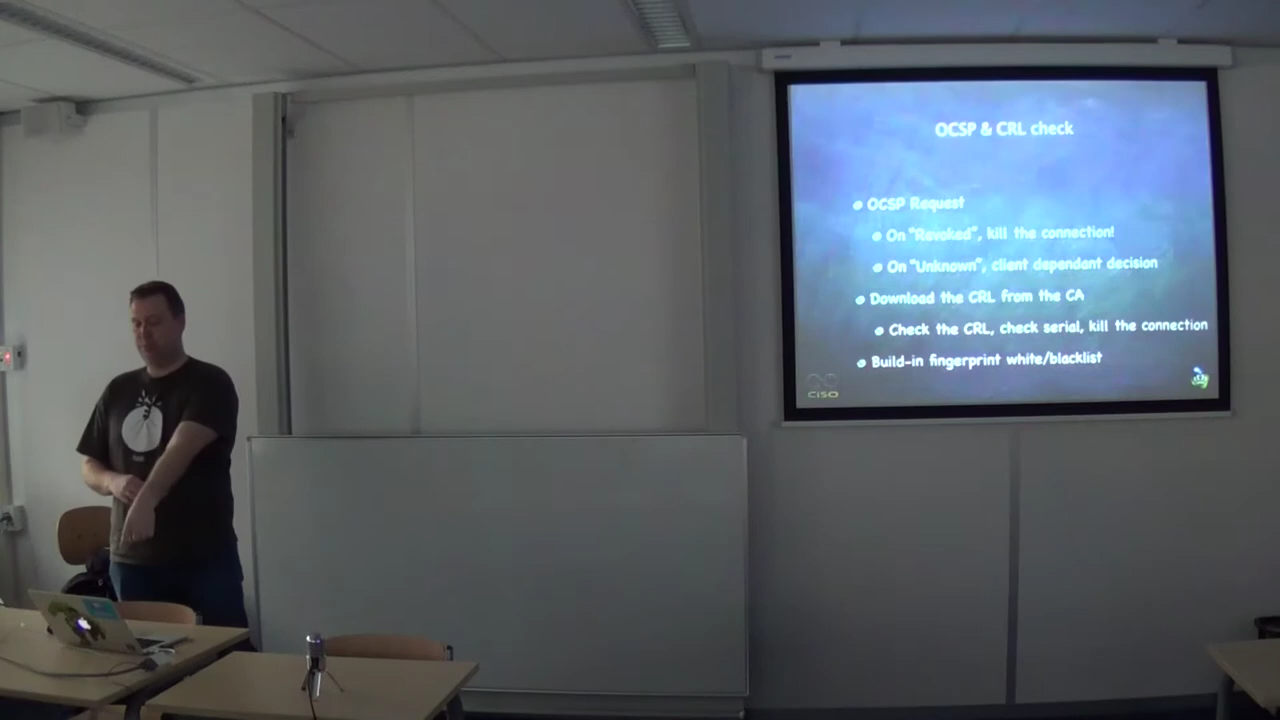 OCSP & CRL check
OCSP Request
On "Revoked", kill the connection!
On "Unknown", client dependant decision
Download the CRL from the CA
Check the CRL, check serial, kill the connection
Build-in fingerprint white/blacklist
CISO